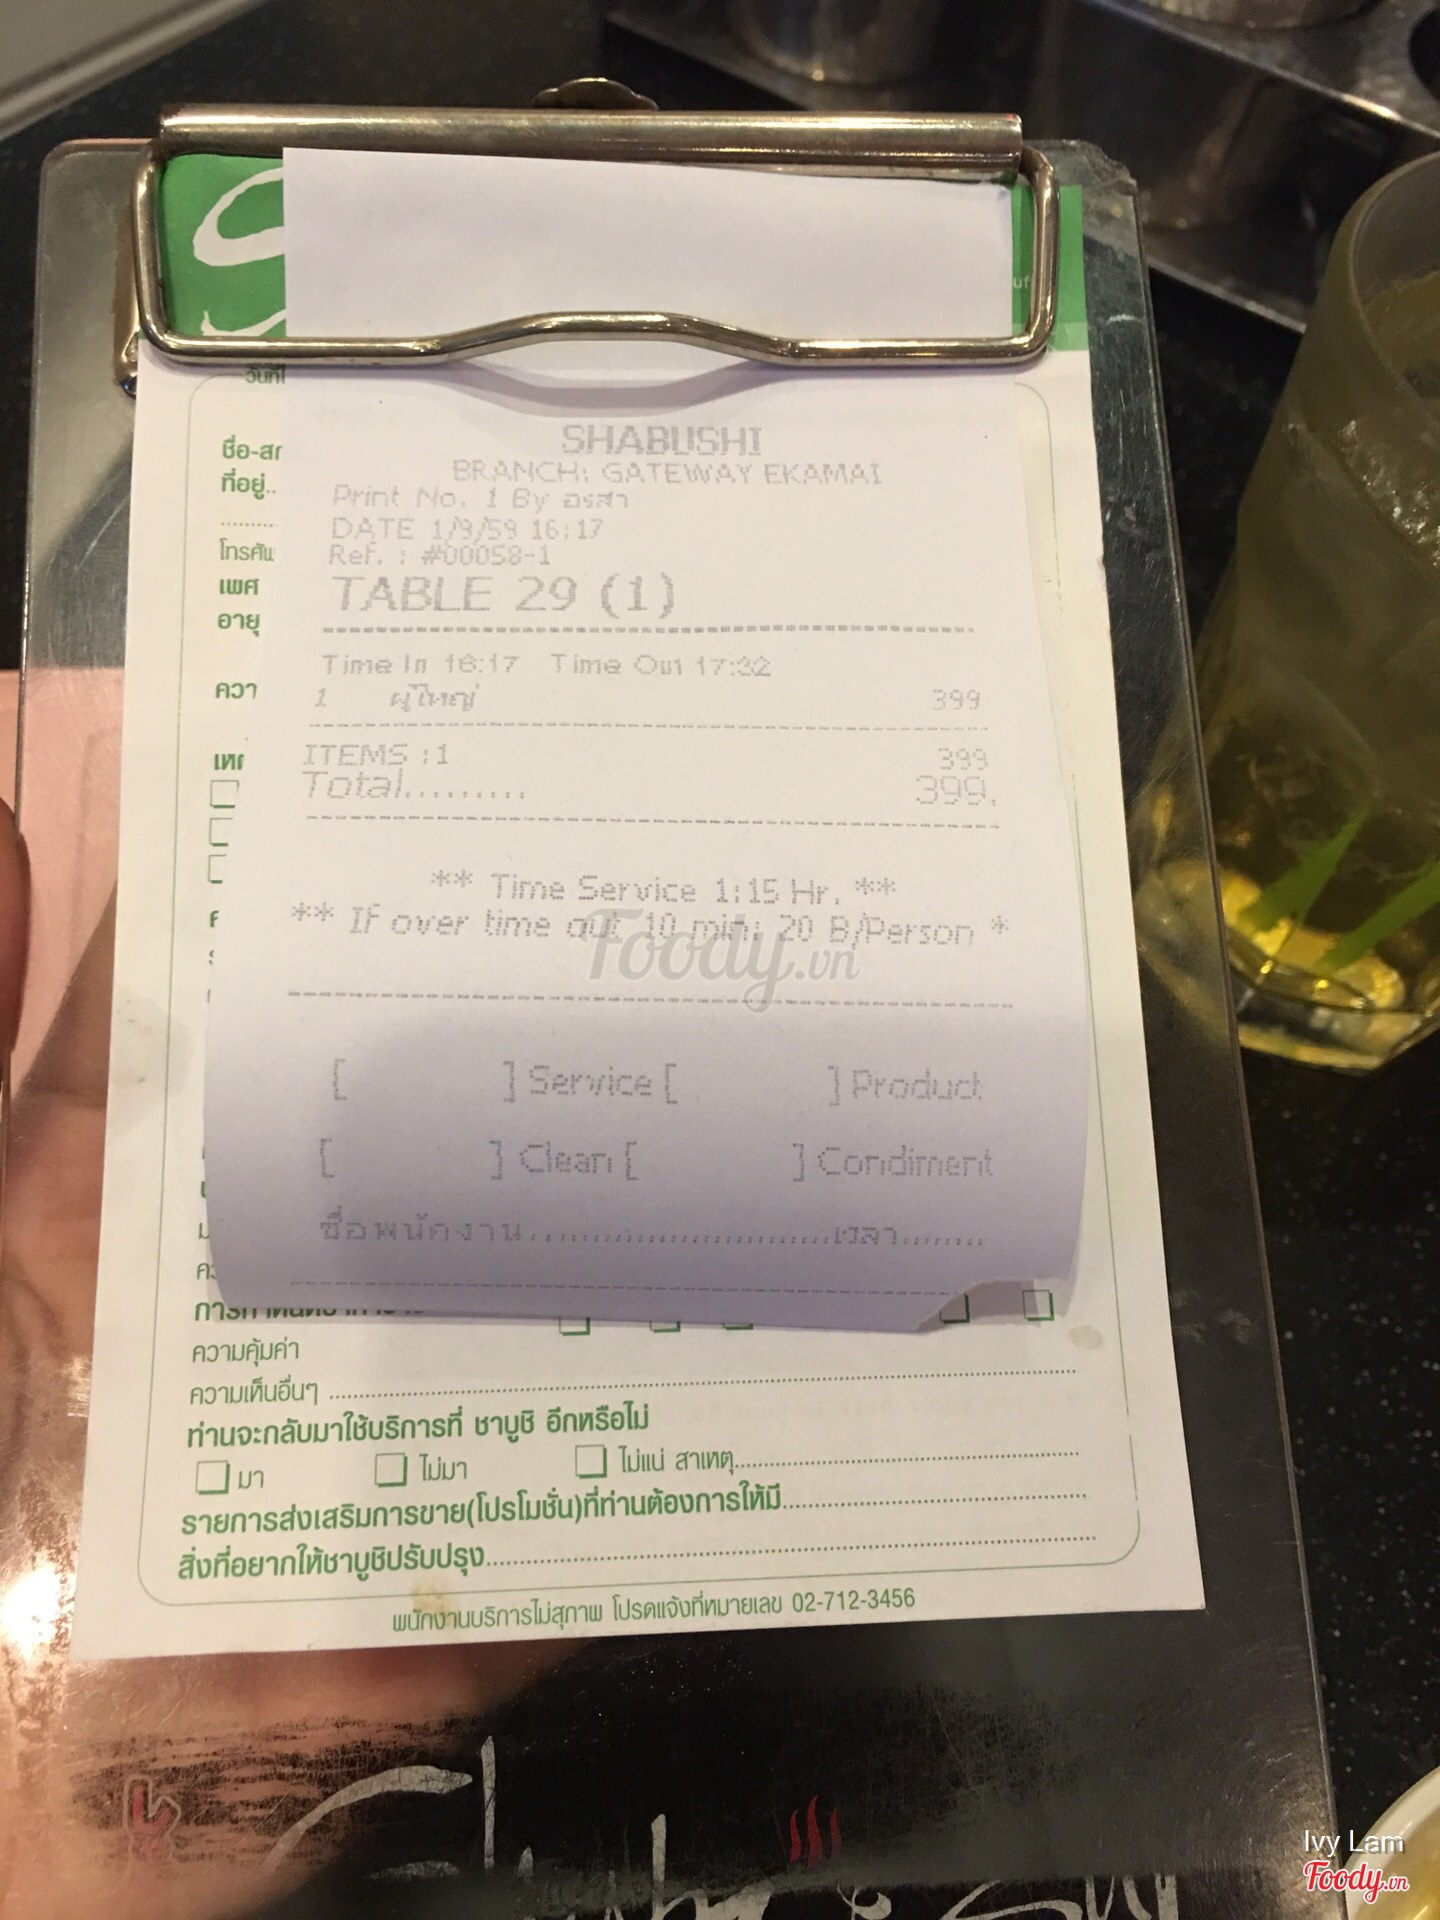 วันที่
ชื่อ-ส
ที่อยู่..
โทรศัพ
เพศ
อายุ
ควา
เหต
SHABUSHI
BRANCH: GATEWAY EKAMAI
Print No. 1 By อรสา
DATE 1/9/59 16:17
Ref. : #00058-1
TABLE 29 (1)
Time In 16:17 Time Out 17:32
1 ผู้ใหญ่ 399
ITEMS :1 399
Total......... 399.
** Time Service 1:15 Hr. **
** If over time out 10 min: 20 B/Person *
Foody.vn
[ ] Service [ ] Product
[ ] Clean [ ] Condiment
ชื่อพนักงาน..............................เวลา........
ความคุ้มค่า
ความเห็นอื่นๆ
ท่านจะกลับมาใช้บริการที่ ชาบูชิ อีกหรือไม่
มา ไม่มา ไม่แน่ สาเหตุ
รายการส่งเสริมการขาย(โปรโมชั่น)ที่ท่านต้องการให้มี
สิ่งที่อยากให้ชาบูชิปรับปรุง
พนักงานบริการไม่สุภาพ โปรดแจ้งที่หมายเลข 02-712-3456
Ivy Lam
Foody.vn